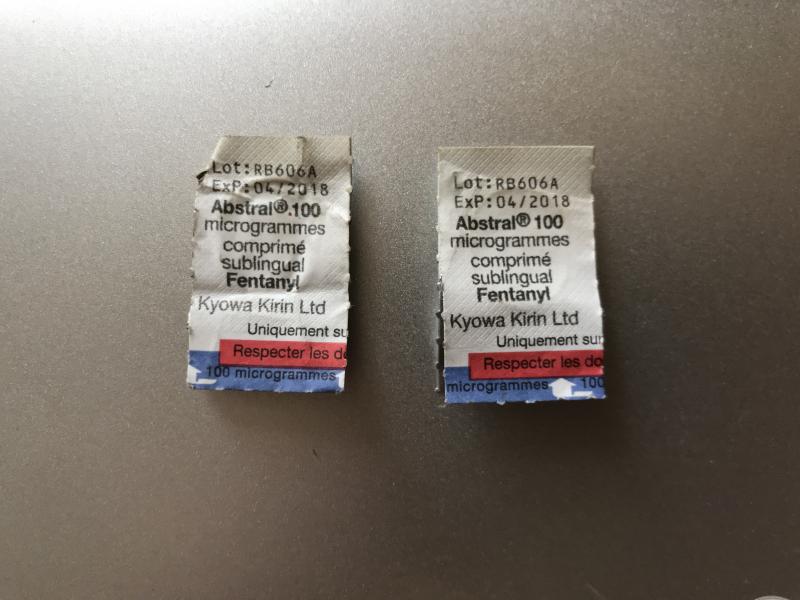 Lot:RB606A
ExP:04/2018
Abstral® 100
microgrammes
comprimé
sublingual
Fentanyl
Kyowa Kirin Ltd
Uniquement su
Respecter les d
100 microgrammes
Lot:RB606A
ExP:04/2018
Abstral® 100
microgrammes
comprimé
sublingual
Fentanyl
Kyowa Kirin Ltd
Uniquement sur
Respecter les do
microgrammes 100